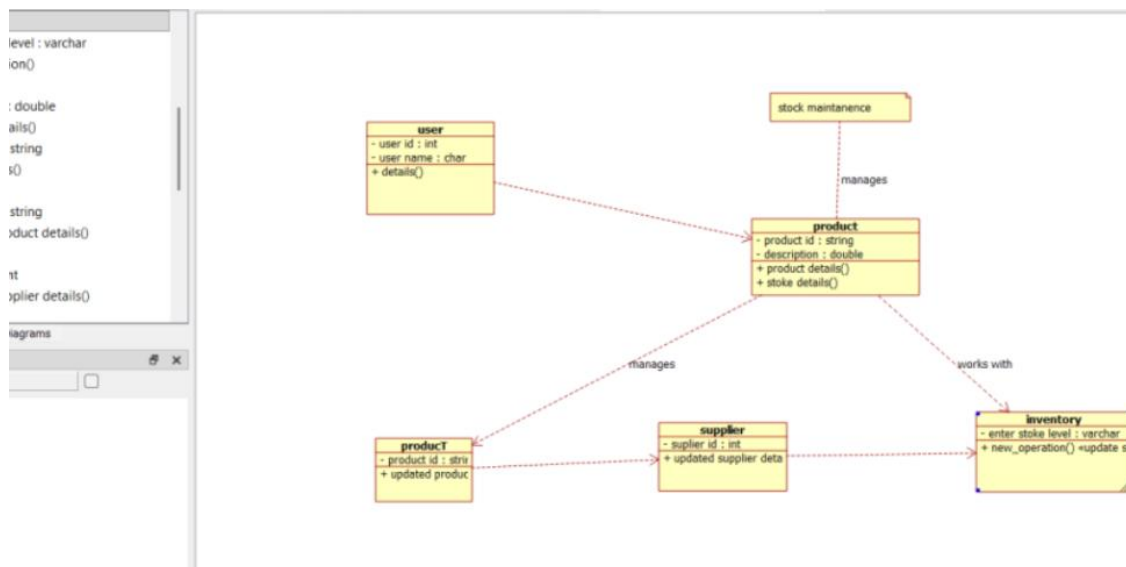 level : varchar
ion()
: double
ails()
string
s()
string
oduct details()
nt
pplier details()
iagrams
stock maintanence
user
- user id : int
- user name : char
+ details()
manages
product
- product id : string
- description : double
+ product details()
+ stoke details()
manages
works with
producT
- product id : strin
+ updated produc
supplier
- suplier id : int
+ updated supplier deta
inventory
- enter stoke level : varchar
+ new_operation() «update s